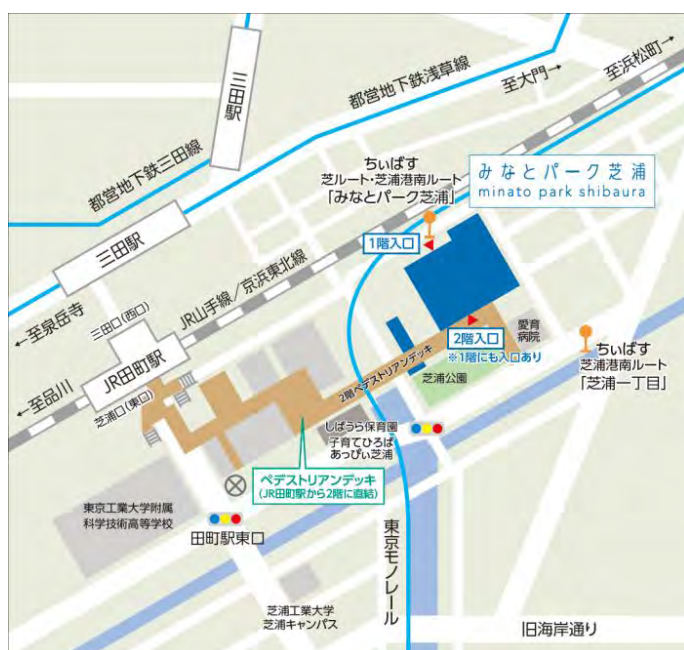 三田駅
都営地下鉄浅草線
至大門→
至浜松町→
都営地下鉄三田線
ちぃばす
芝ルート・芝浦港南ルート
「みなとパーク芝浦」
みなとパーク芝浦
minato park shibaura
三田駅
1階入口
JR山手線/京浜東北線
←至泉岳寺
三田口(西口)
JR田町駅
←至品川
芝浦口(東口)
2階入口
※1階にも入口あり
愛育
病院
ちぃばす
芝浦港南ルート
「芝浦一丁目」
2階ペデストリアンデッキ
芝浦公園
しばうら保育園
子育てひろば
あっぴぃ芝浦
ペデストリアンデッキ
(JR田町駅から2階に直結)
東京工業大学附属
科学技術高等学校
田町駅東口
東京モノレール
芝浦工業大学
芝浦キャンパス
旧海岸通り